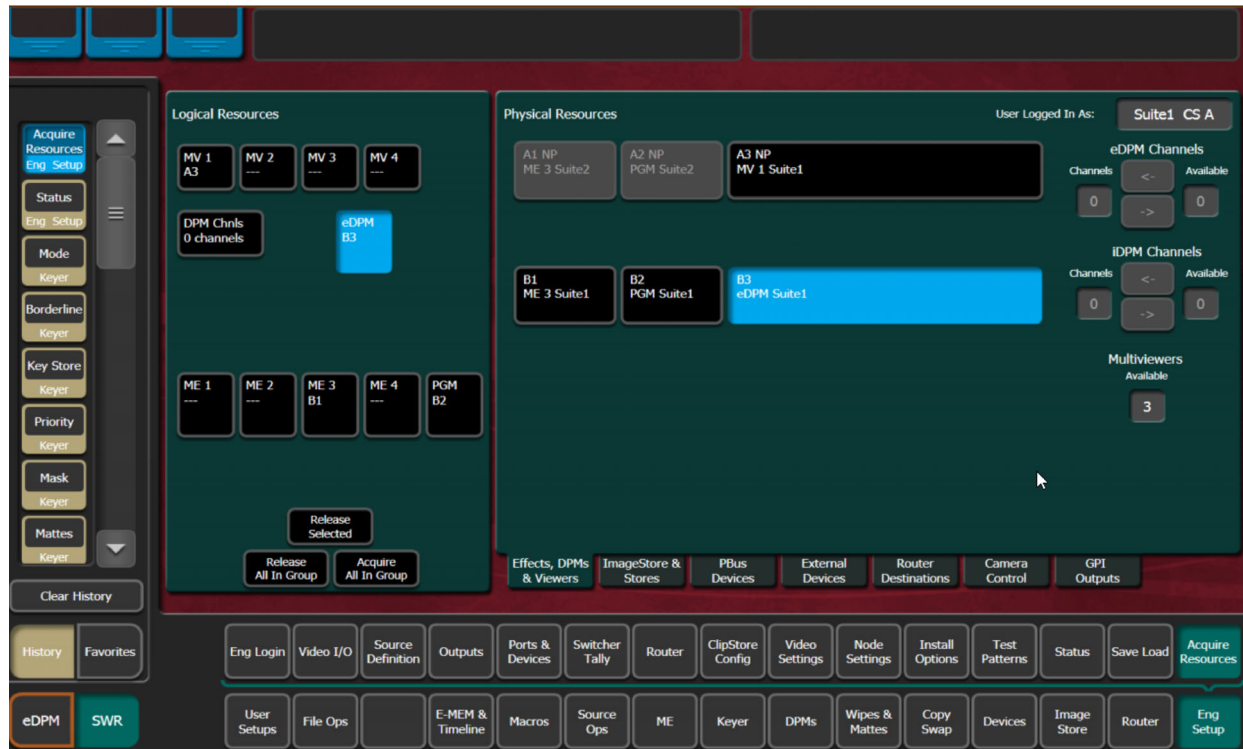 Logical Resources
MV 1
A3
MV 2
---
MV 3
---
MV 4
---
DPM Chnls
0 channels
eDPM
B3
ME 1
---
ME 2
---
ME 3
B1
ME 4
---
PGM
B2
Release
Selected
Release
All In Group
Acquire
All In Group
Physical Resources
User Logged In As:
Suite1 CS A
A1 NP
ME 3 Suite2
A2 NP
PGM Suite2
A3 NP
MV 1 Suite1
B1
ME 3 Suite1
B2
PGM Suite1
B3
eDPM Suite1
eDPM Channels
Channels
<-
Available
0
->
0
iDPM Channels
Channels
<-
Available
0
->
0
Multiviewers
Available
3
Effects, DPMs
& Viewers
ImageStore &
Stores
PBus
Devices
External
Devices
Router
Destinations
Camera
Control
GPI
Outputs
Acquire
Resources
Eng Setup
Status
Eng Setup
Mode
Keyer
Borderline
Keyer
Key Store
Keyer
Priority
Keyer
Mask
Keyer
Mattes
Keyer
Clear History
History
Favorites
eDPM
SWR
Eng Login
Video I/O
Source
Definition
Outputs
Ports &
Devices
Switcher
Tally
Router
ClipStore
Config
Video
Settings
Node
Settings
Install
Options
Test
Patterns
Status
Save Load
Acquire
Resources
User
Setups
File Ops
E-MEM &
Timeline
Macros
Source
Ops
ME
Keyer
DPMs
Wipes &
Mattes
Copy
Swap
Devices
Image
Store
Router
Eng
Setup